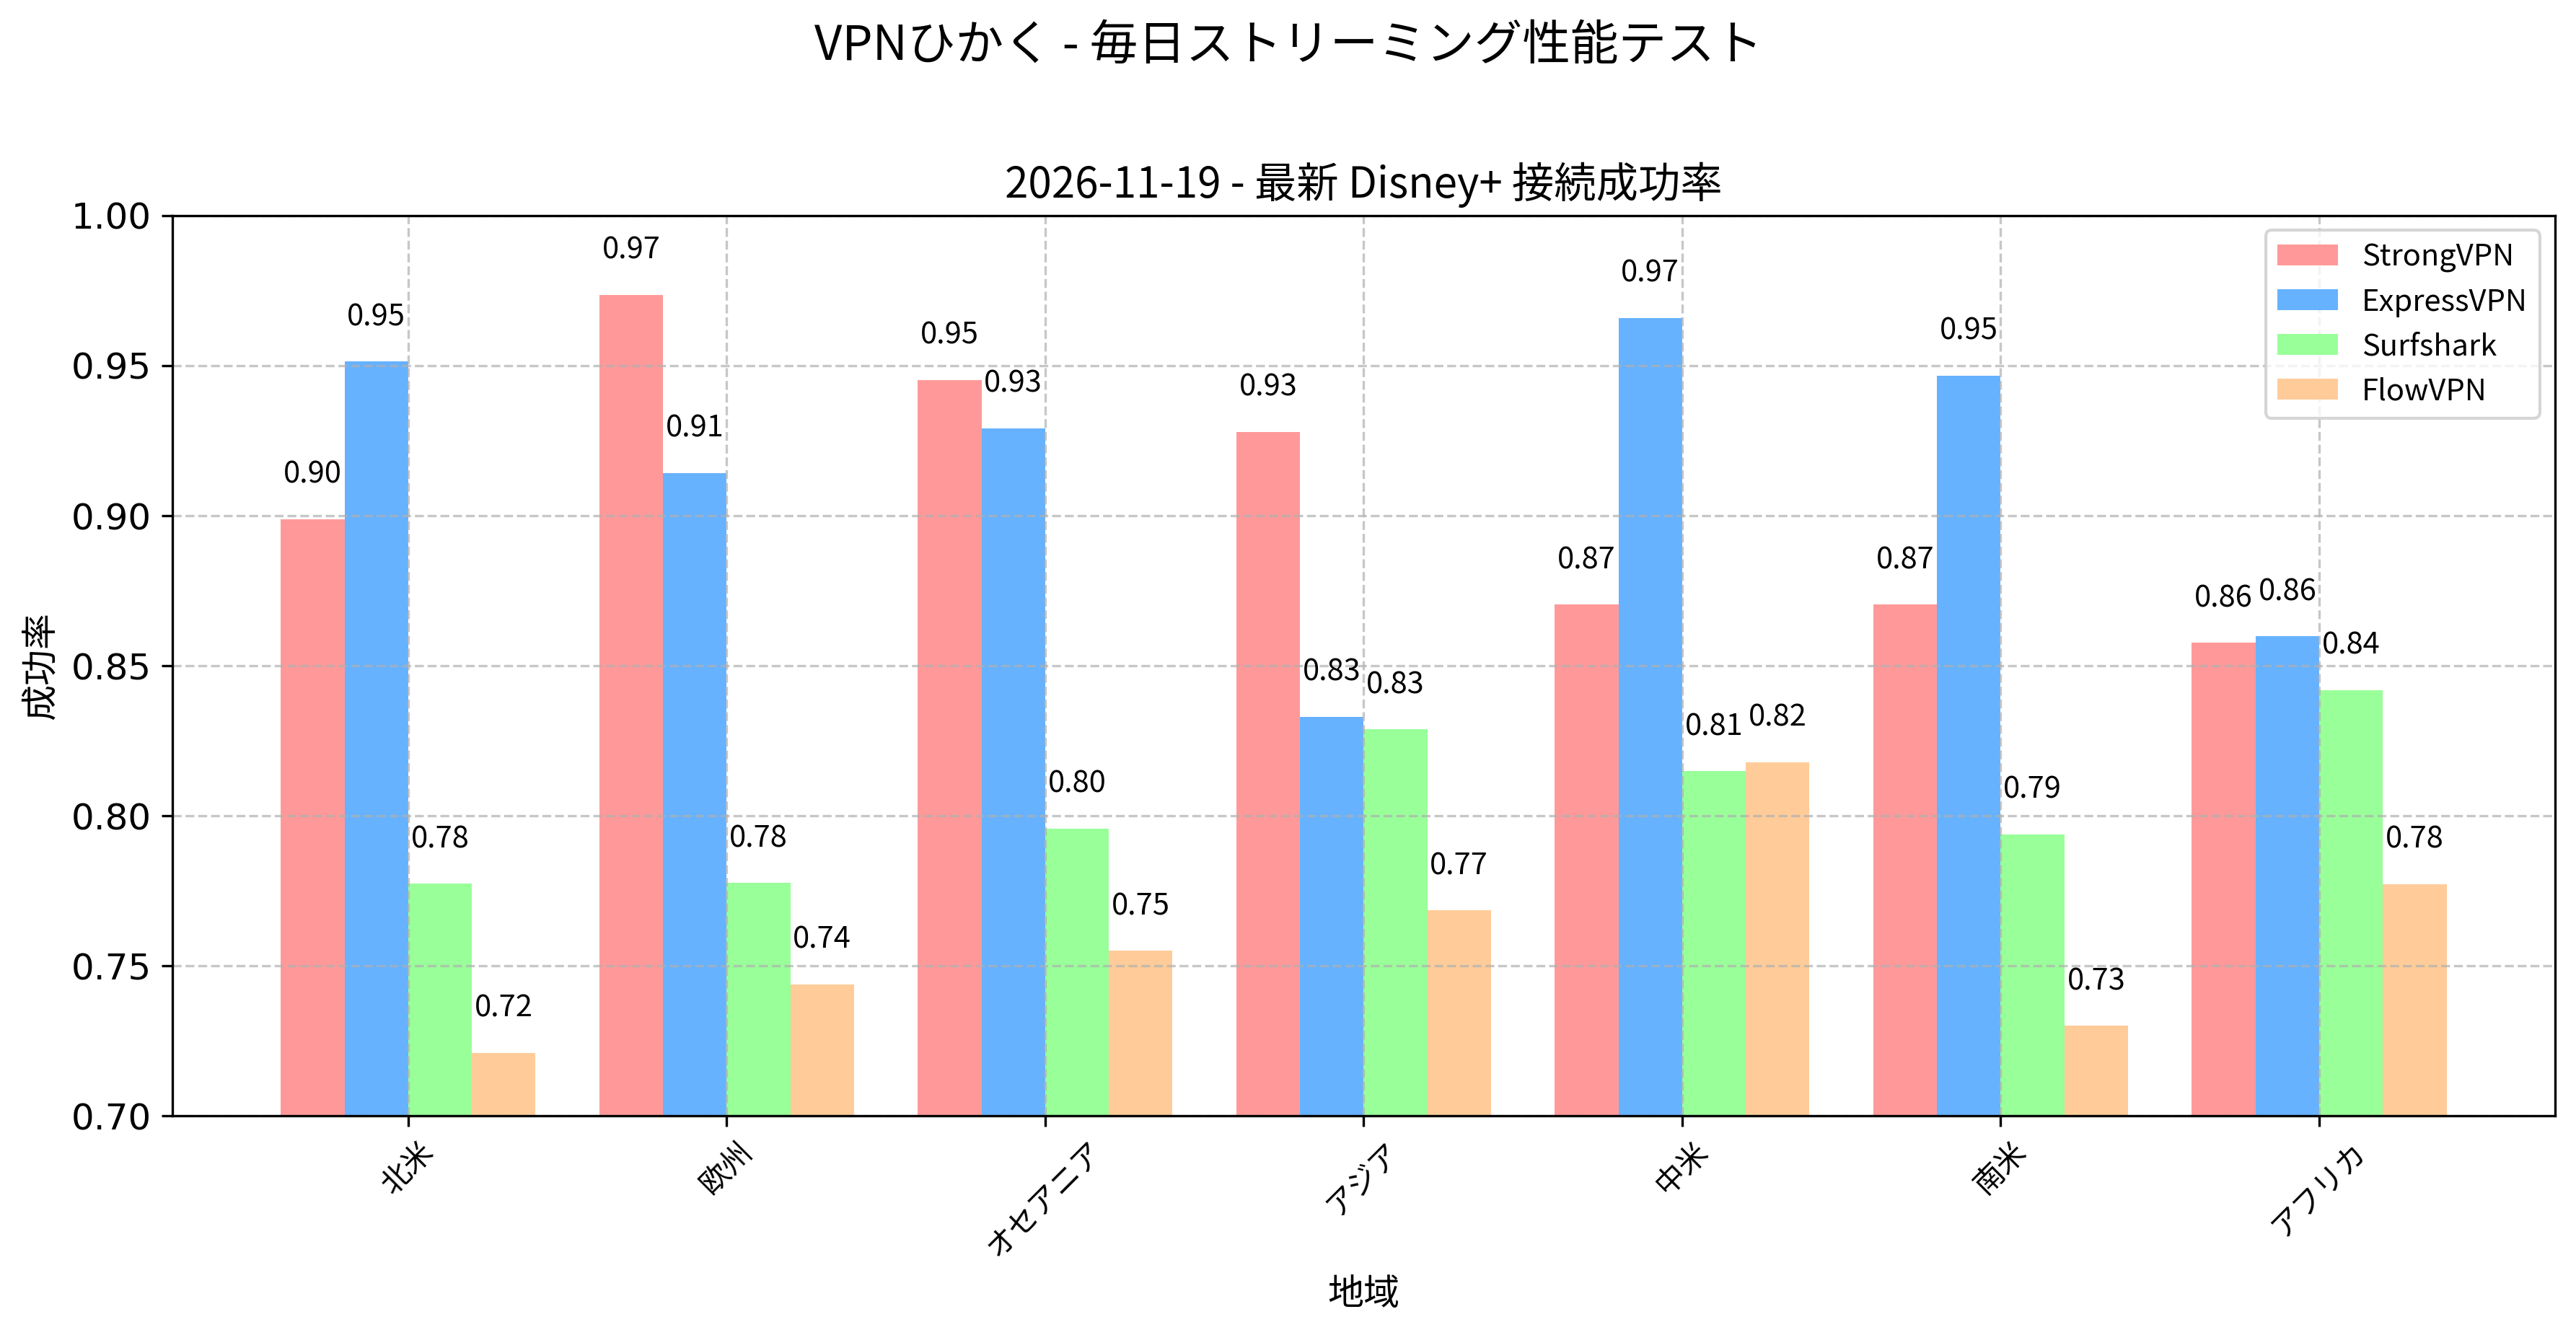 VPNひかく - 毎日ストリーミング性能テスト
2026-11-19 - 最新 Disney+ 接続成功率
成功率
1.00
0.95
0.90
0.85
0.80
0.75
0.70
0.90
0.95
0.78
0.72
0.97
0.91
0.78
0.74
0.95
0.93
0.80
0.75
0.93
0.83
0.83
0.77
0.87
0.97
0.81
0.82
0.87
0.95
0.79
0.73
0.86
0.86
0.84
0.78
StrongVPN
ExpressVPN
Surfshark
FlowVPN
北米
欧州
オセアニア
アジア
中米
南米
アフリカ
地域